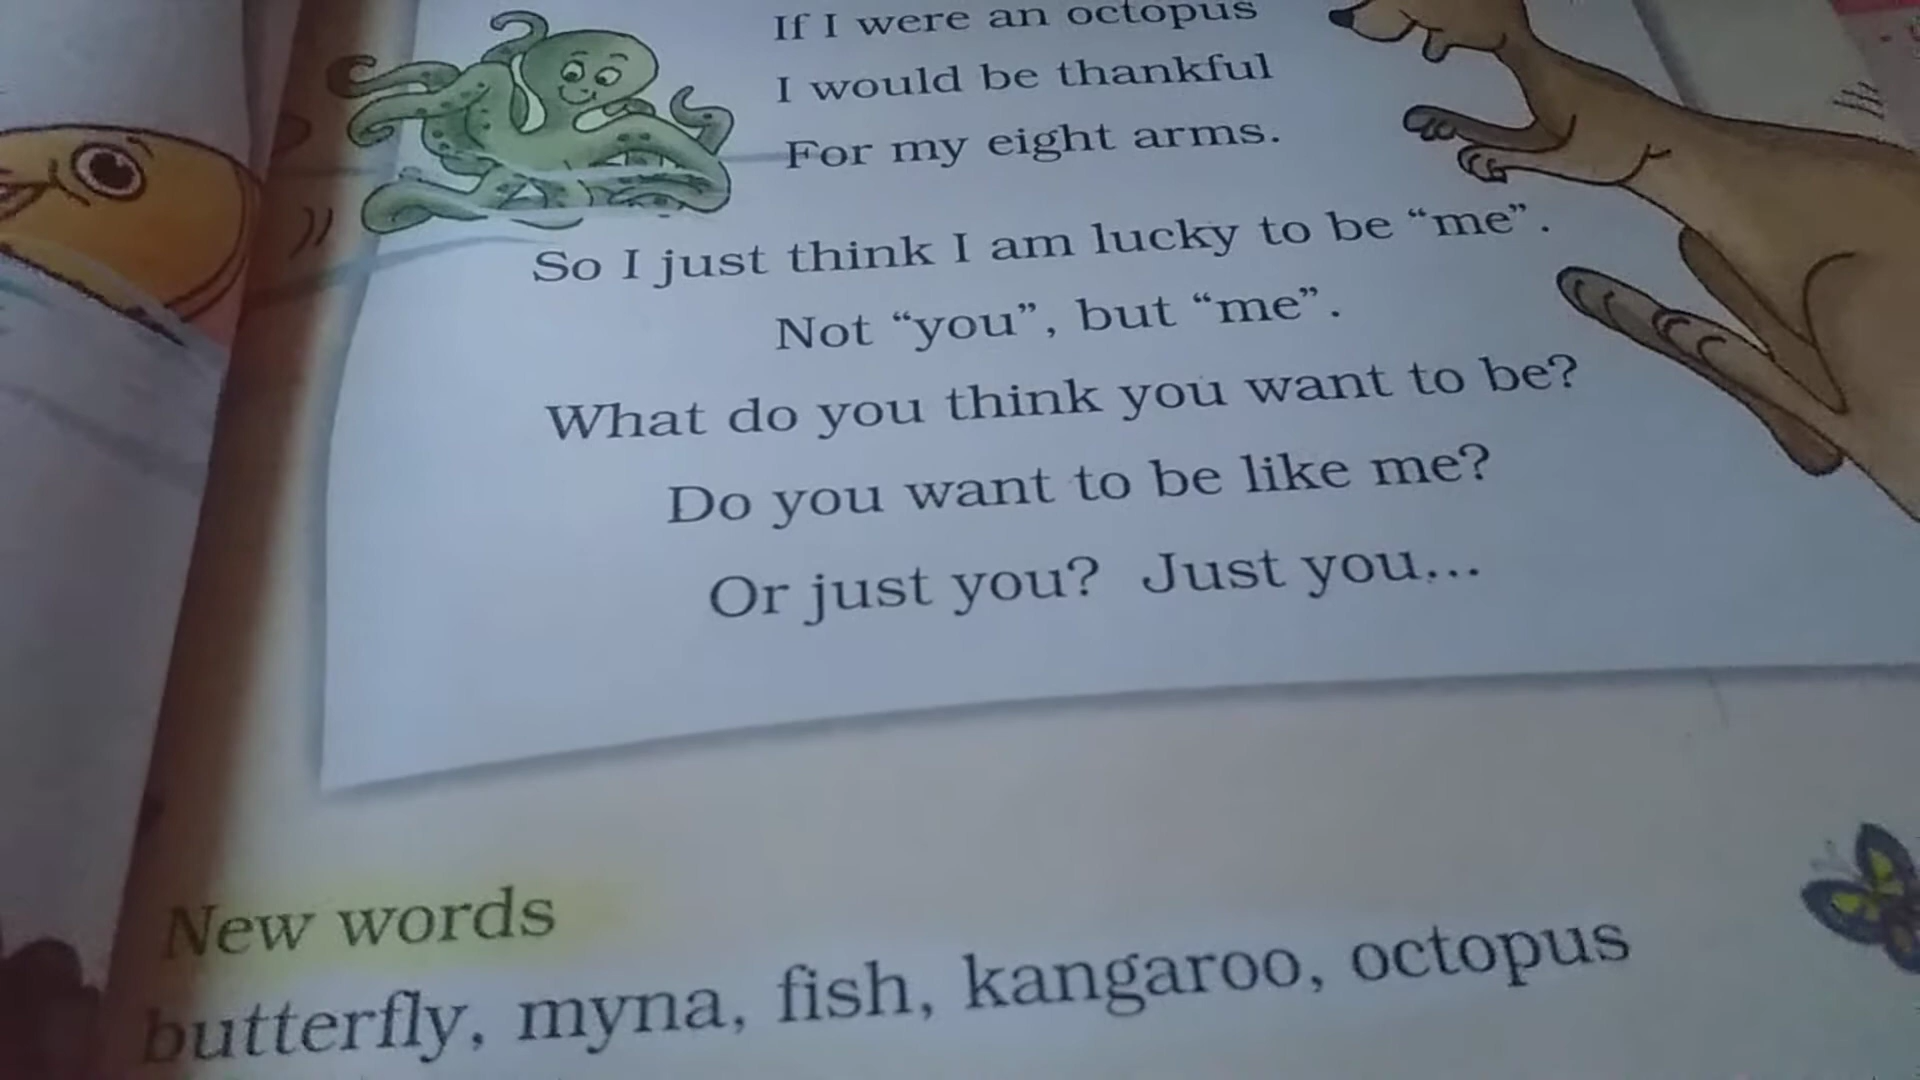 If I were an octopus
I would be thankful
For my eight arms.
So I just think I am lucky to be “me”.
Not “you”, but “me”.
What do you think you want to be?
Do you want to be like me?
Or just you? Just you...
New words
butterfly, myna, fish, kangaroo, octopus